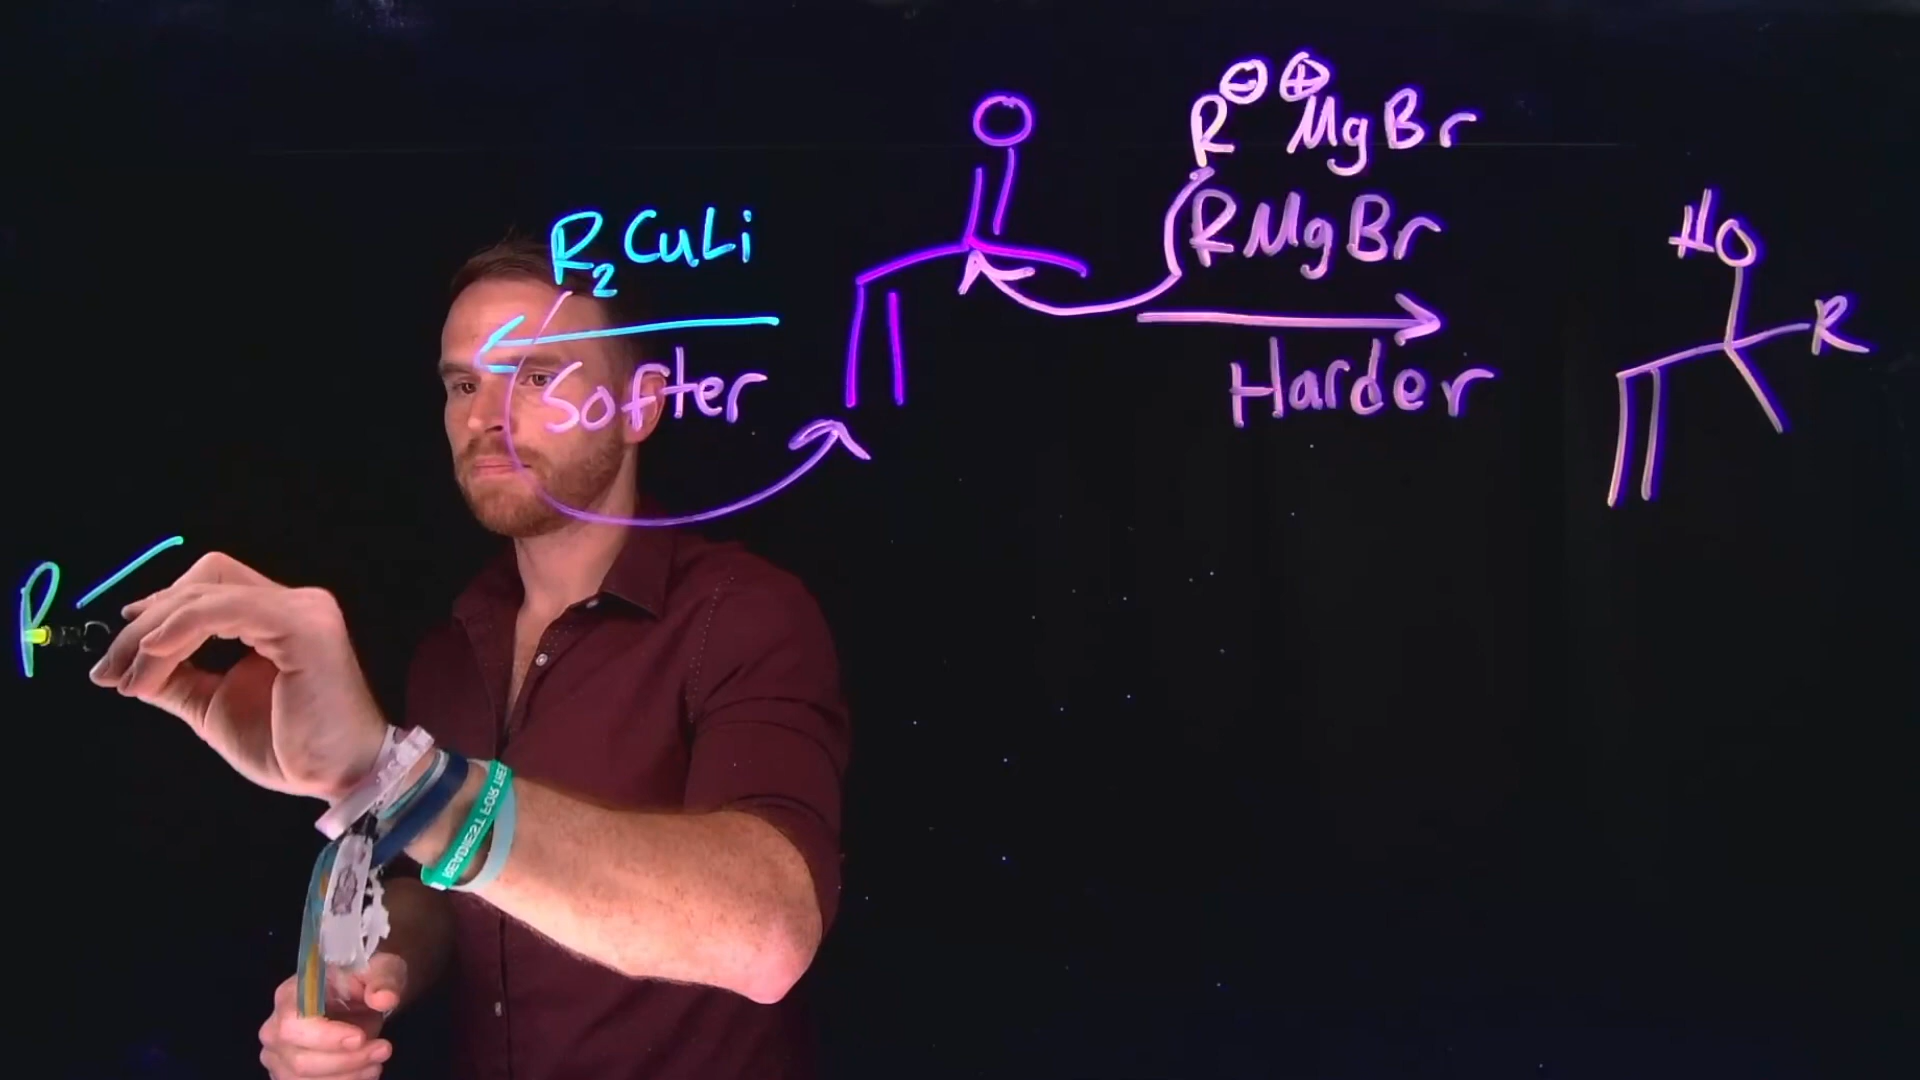 O
R⊖ ⊕MgBr
R₂CuLi
RMgBr
HO
R
Softer
Harder
R